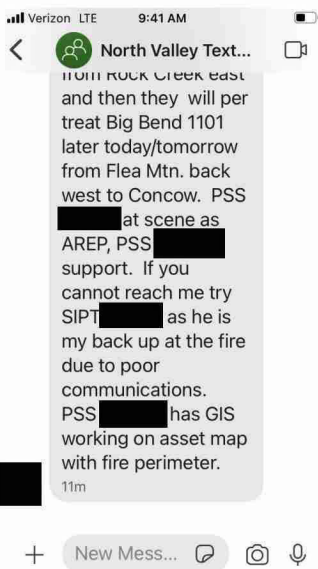 Verizon LTE 9:41 AM
North Valley Text...
from Rock Creek east
and then they will per
treat Big Bend 1101
later today/tomorrow
from Flea Mtn. back
west to Concow. PSS
at scene as
AREP, PSS
support. If you
cannot reach me try
SIPT as he is
my back up at the fire
due to poor
communications.
PSS has GIS
working on asset map
with fire perimeter.
11m
New Mess...